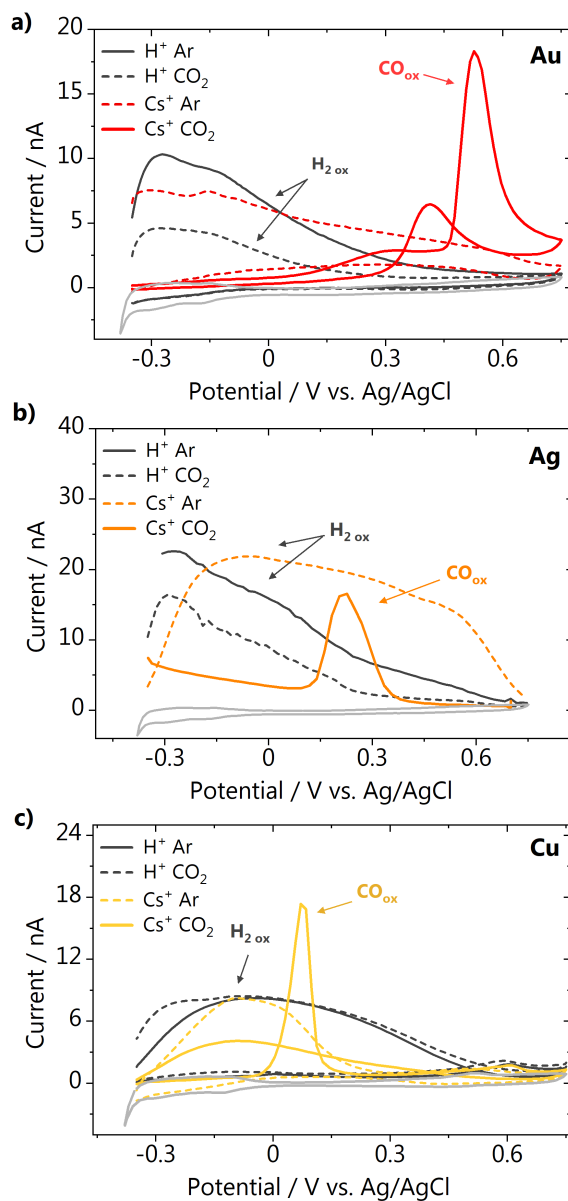 a)
20
15
10
5
0
Current / nA
H⁺ Ar
H⁺ CO₂
Cs⁺ Ar
Cs⁺ CO₂
Au
COₒₓ
H₂ ₒₓ
-0.3 0 0.3 0.6
Potential / V vs. Ag/AgCl
b)
40
30
20
10
0
Current / nA
H⁺ Ar
H⁺ CO₂
Cs⁺ Ar
Cs⁺ CO₂
Ag
H₂ ₒₓ
COₒₓ
-0.3 0 0.3 0.6
Potential / V vs. Ag/AgCl
c)
24
18
12
6
0
Current / nA
H⁺ Ar
H⁺ CO₂
Cs⁺ Ar
Cs⁺ CO₂
Cu
COₒₓ
H₂ ₒₓ
-0.3 0 0.3 0.6
Potential / V vs. Ag/AgCl